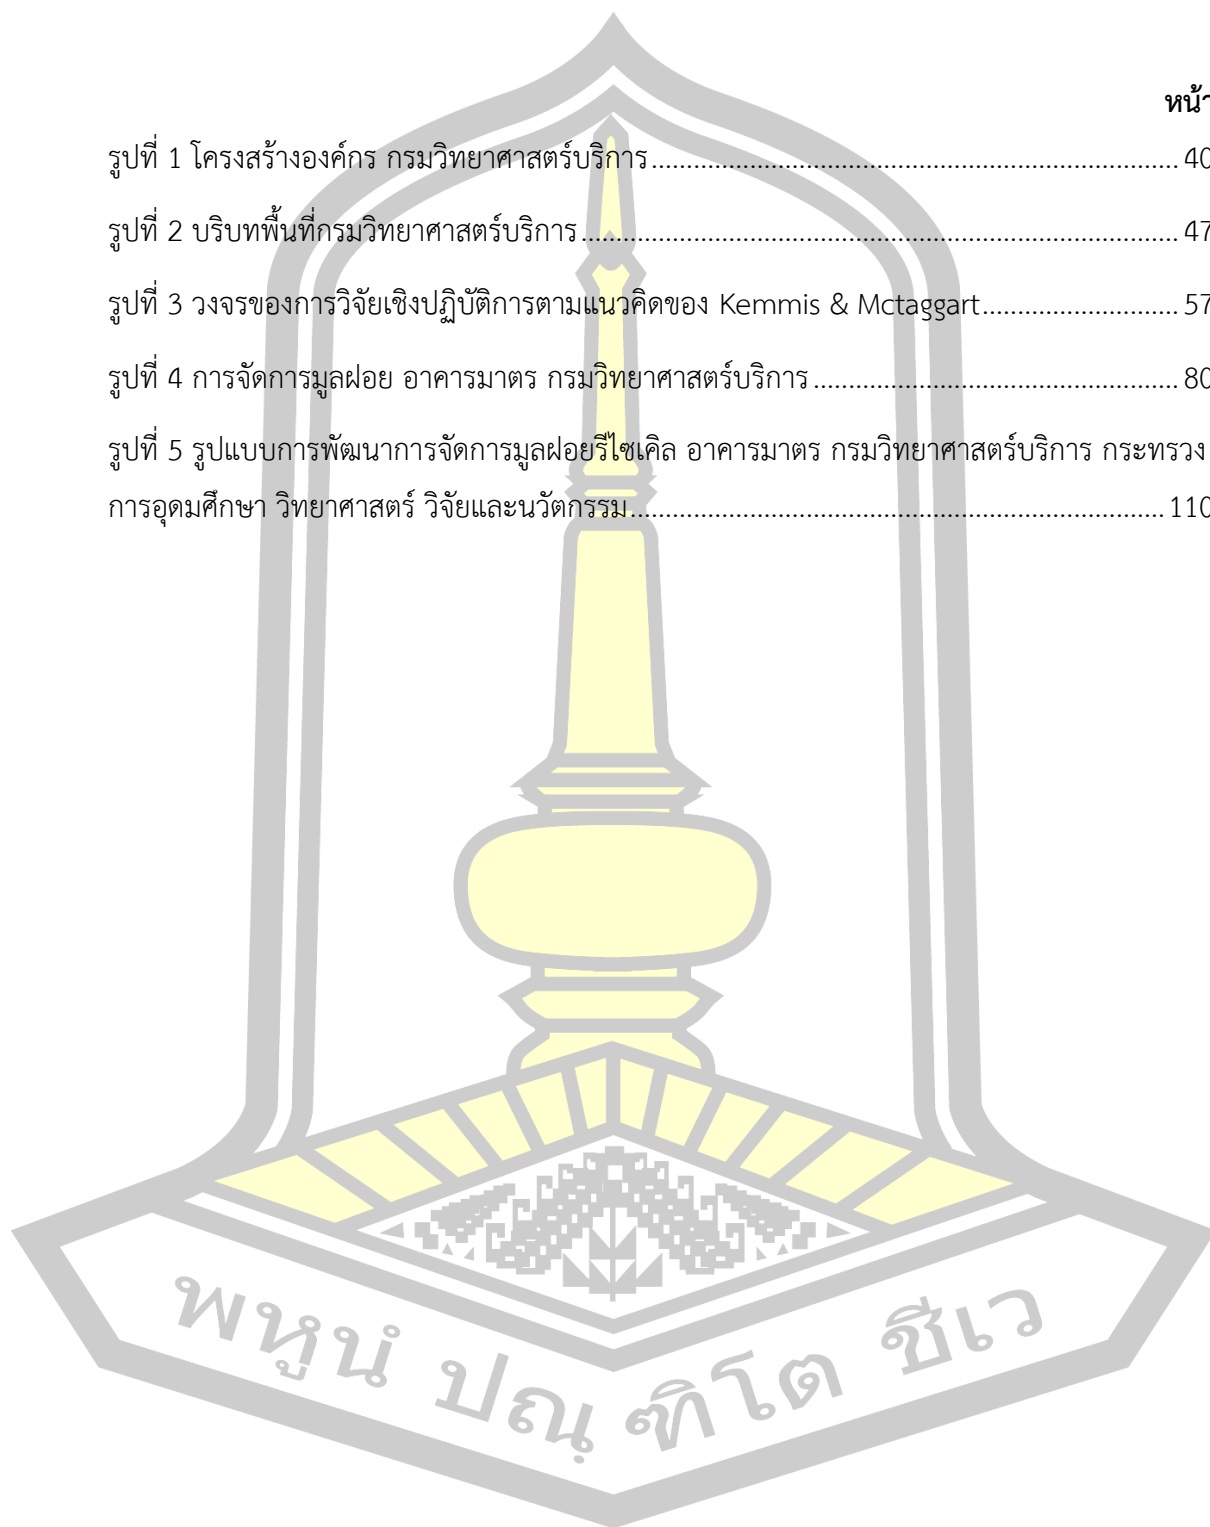 หน้า
รูปที่ 1 โครงสร้างองค์กร กรมวิทยาศาสตร์บริการ.......................................................................... 40
รูปที่ 2 บริบทพื้นที่กรมวิทยาศาสตร์บริการ.................................................................................... 47
รูปที่ 3 วงจรของการวิจัยเชิงปฏิบัติการตามแนวคิดของ Kemmis & Mctaggart............................ 57
รูปที่ 4 การจัดการมูลฝอย อาคารมาตร กรมวิทยาศาสตร์บริการ................................................... 80
รูปที่ 5 รูปแบบการพัฒนาการจัดการมูลฝอยรีไซเคิล อาคารมาตร กรมวิทยาศาสตร์บริการ กระทรวง
การอุดมศึกษา วิทยาศาสตร์ วิจัยและนวัตกรรม........................................................................... 110
พหูนํ ปณฺฑิโต ชีเว